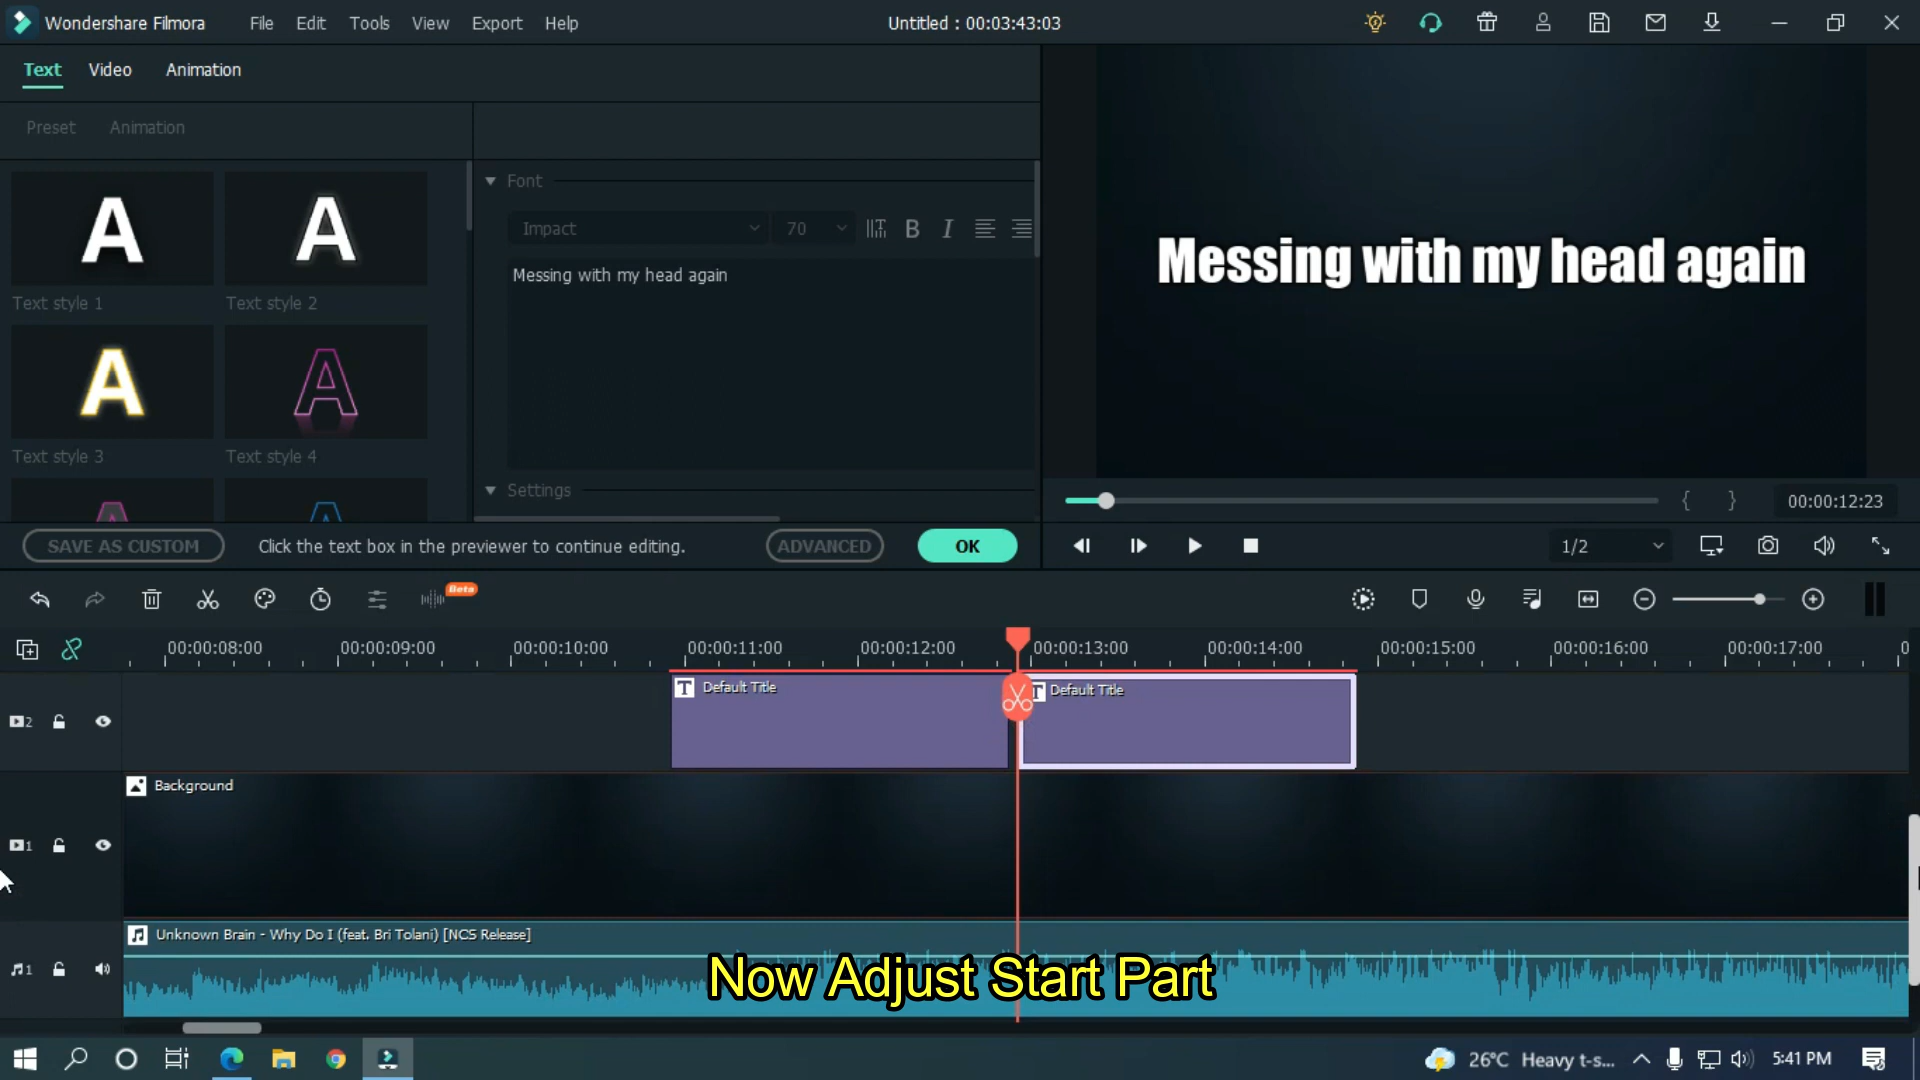 Wondershare Filmora File Edit Tools View Export Help Untitled : 00:03:43:03
Text Video Animation
Preset Animation
Font
Impact 70 B I
Messing with my head again
A A
Text style 1 Text style 2
A A
Text style 3 Text style 4
Settings
Messing with my head again
{ } 00:00:12:23
SAVE AS CUSTOM Click the text box in the previewer to continue editing. ADVANCED OK 1/2
Beta
00:00:08:00 00:00:09:00 00:00:10:00 00:00:11:00 00:00:12:00 00:00:13:00 00:00:14:00 00:00:15:00 00:00:16:00 00:00:17:00 0
T Default Title T Default Title
2
Background
1
Unknown Brain - Why Do I (feat. Bri Tolani) [NCS Release]
1
Now Adjust Start Part
26°C Heavy t-s... 5:41 PM